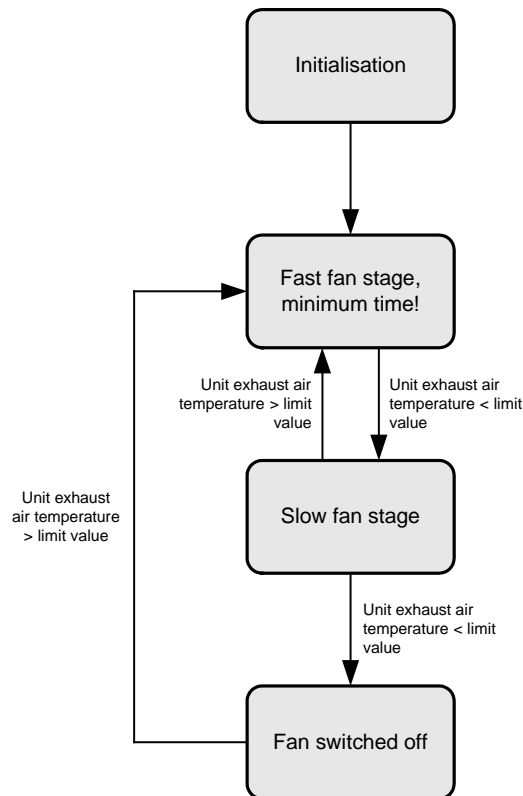 Initialisation
Fast fan stage,
minimum time!
Unit exhaust air
temperature > limit
value
Unit exhaust air
temperature < limit
value
Unit exhaust
air temperature
> limit value
Slow fan stage
Unit exhaust air
temperature < limit
value
Fan switched off